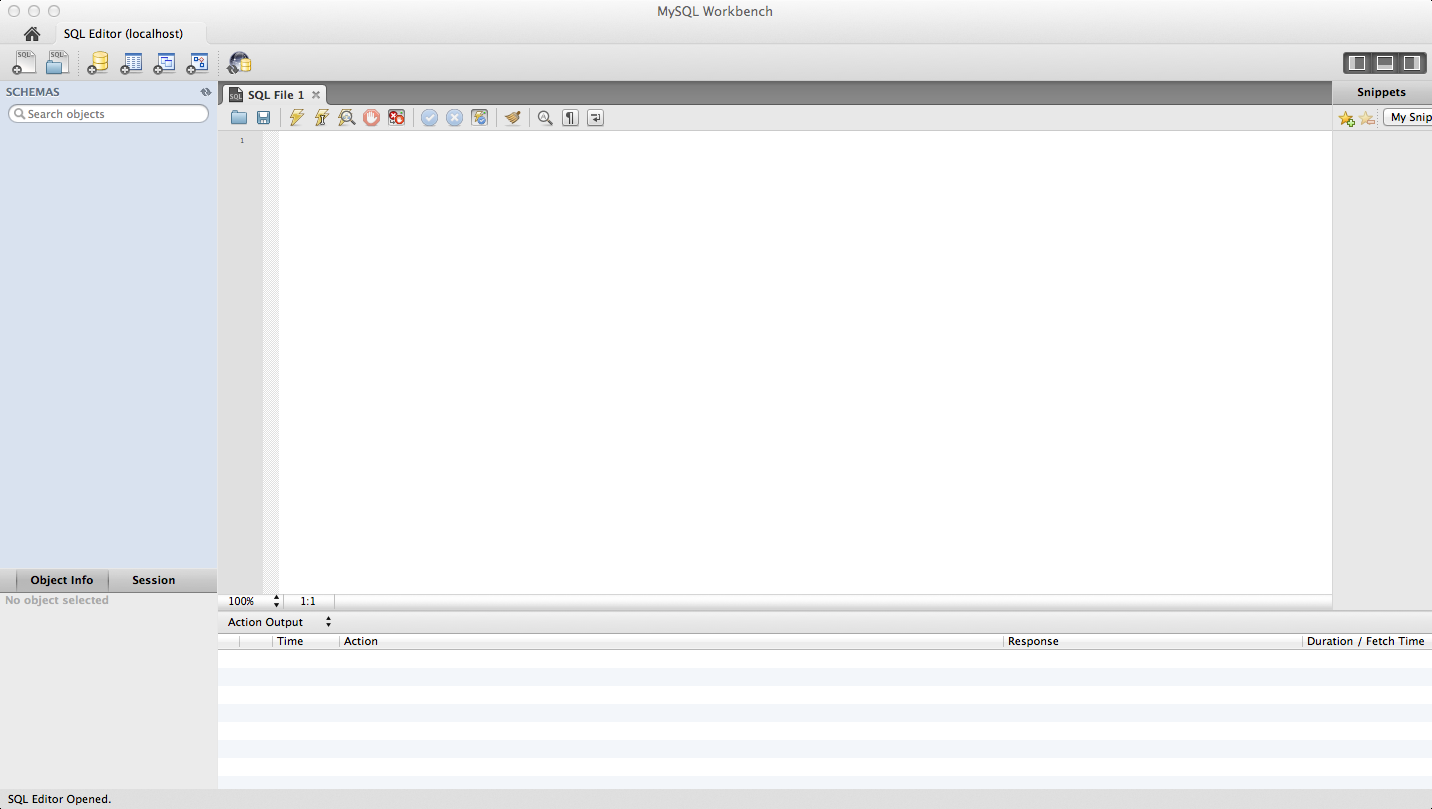 MySQL Workbench
SQL Editor (localhost)
SQL SQL
SCHEMAS
Search objects
SQL SQL File 1
Snippets
My Snip
1
Object Info Session
No object selected
100% 1:1
Action Output
Time Action Response Duration / Fetch Time
SQL Editor Opened.